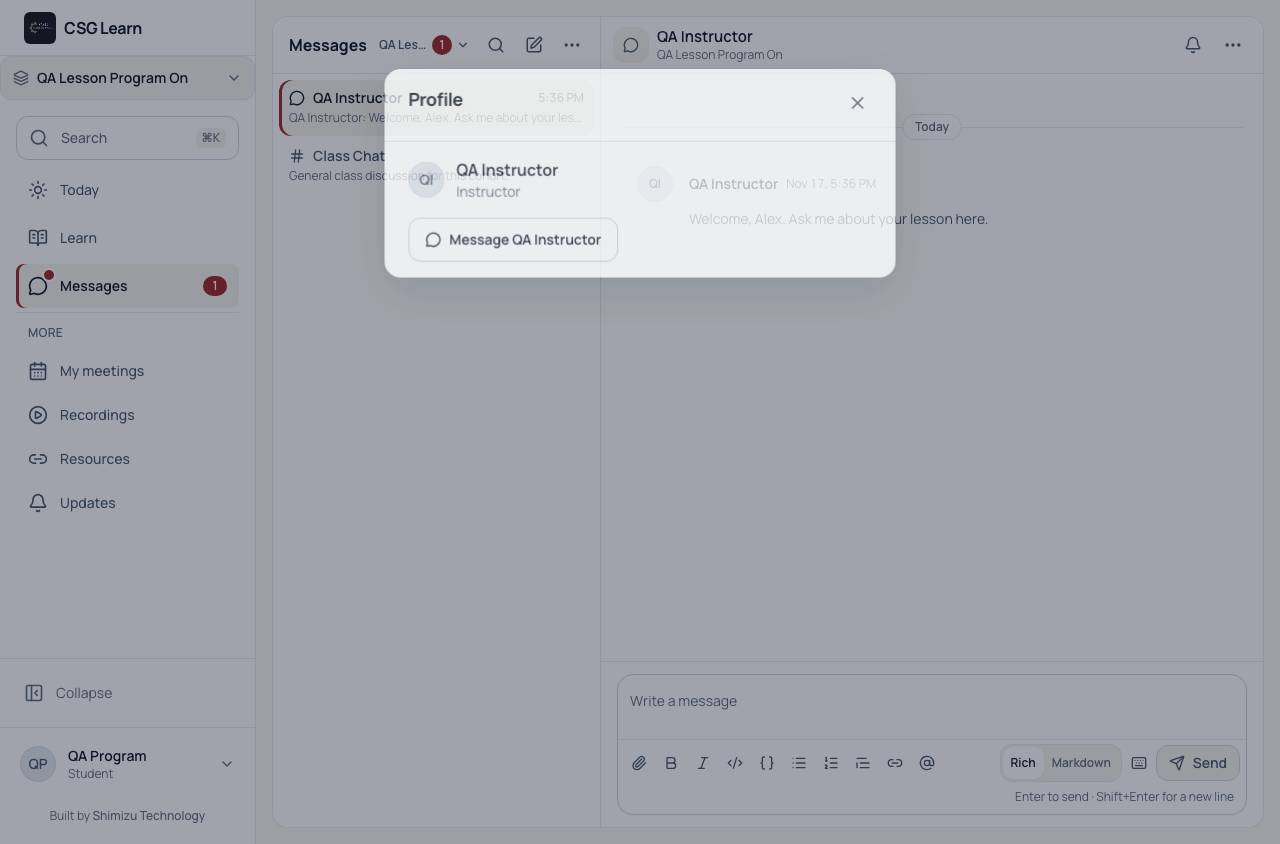 CSG Learn
QA Lesson Program On
Search
⌘K
Today
Learn
Messages
1
MORE
My meetings
Recordings
Resources
Updates
Collapse
QP
QA Program
Student
Built by Shimizu Technology
Messages
QA Les...
1
QA Instructor
5:36 PM
QA Instructor: Welcome, Alex. Ask me about your les...
# Class Chat
General class discussion for this cohort.
QA Instructor
QA Lesson Program On
Today
QI
QA Instructor
Nov 17, 5:36 PM
Welcome, Alex. Ask me about your lesson here.
Profile
QI
QA Instructor
Instructor
Message QA Instructor
Write a message
Rich
Markdown
Send
Enter to send · Shift+Enter for a new line